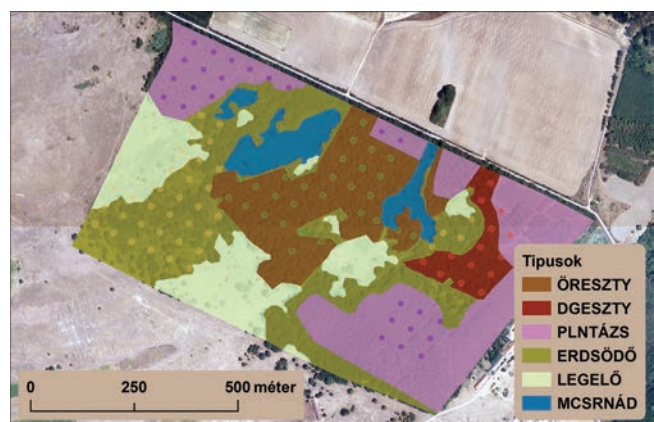 Típusok
ÖRESZTY
DGESZTY
PLNTÁZS
ERDSÖDŐ
LEGELŐ
MCSRNÁD
0 250 500 méter